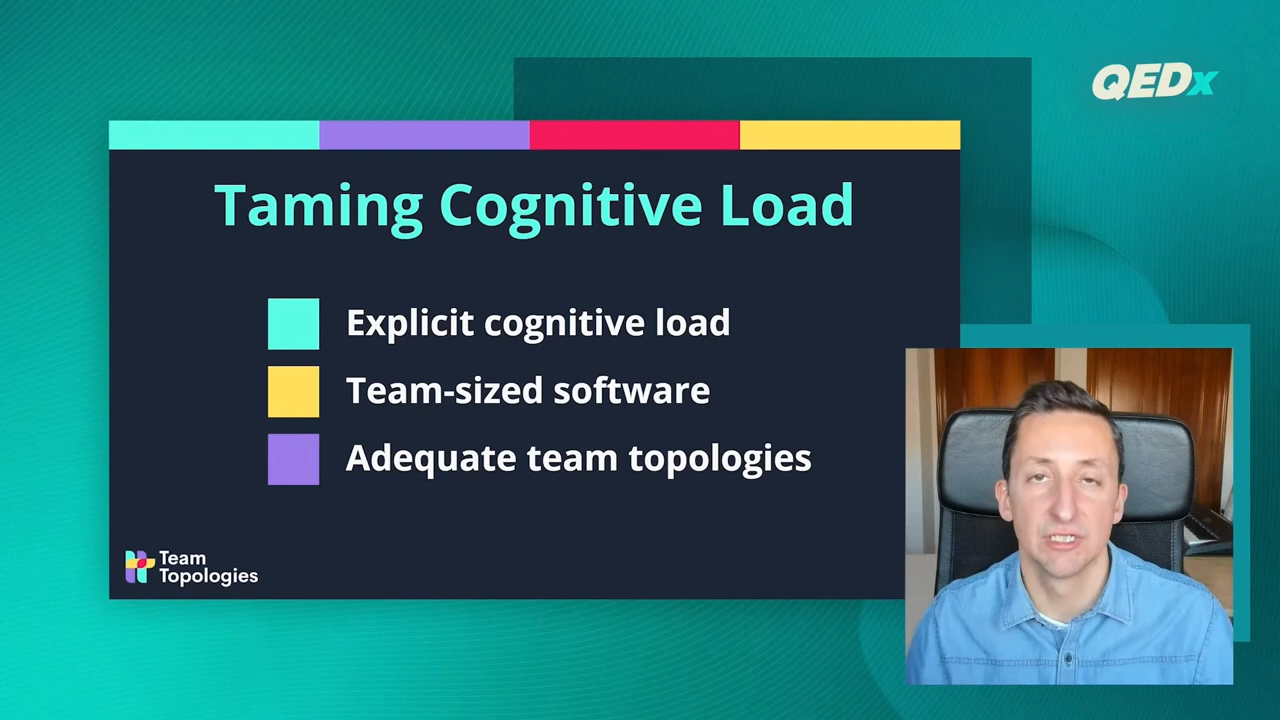 QEDx
Taming Cognitive Load
Explicit cognitive load
Team-sized software
Adequate team topologies
Team
Topologies